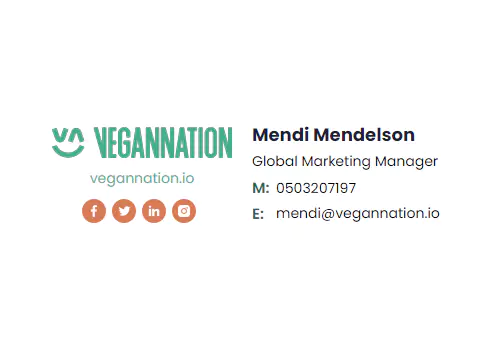 VEGANNATION
vegannation.io
Mendi Mendelson
Global Marketing Manager
M: 0503207197
E: mendi@vegannation.io